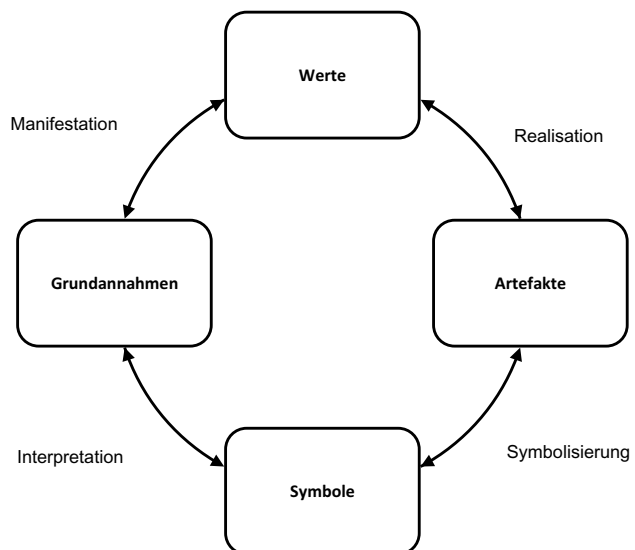 Werte
Manifestation
Realisation
Grundannahmen
Artefakte
Interpretation
Symbolisierung
Symbole